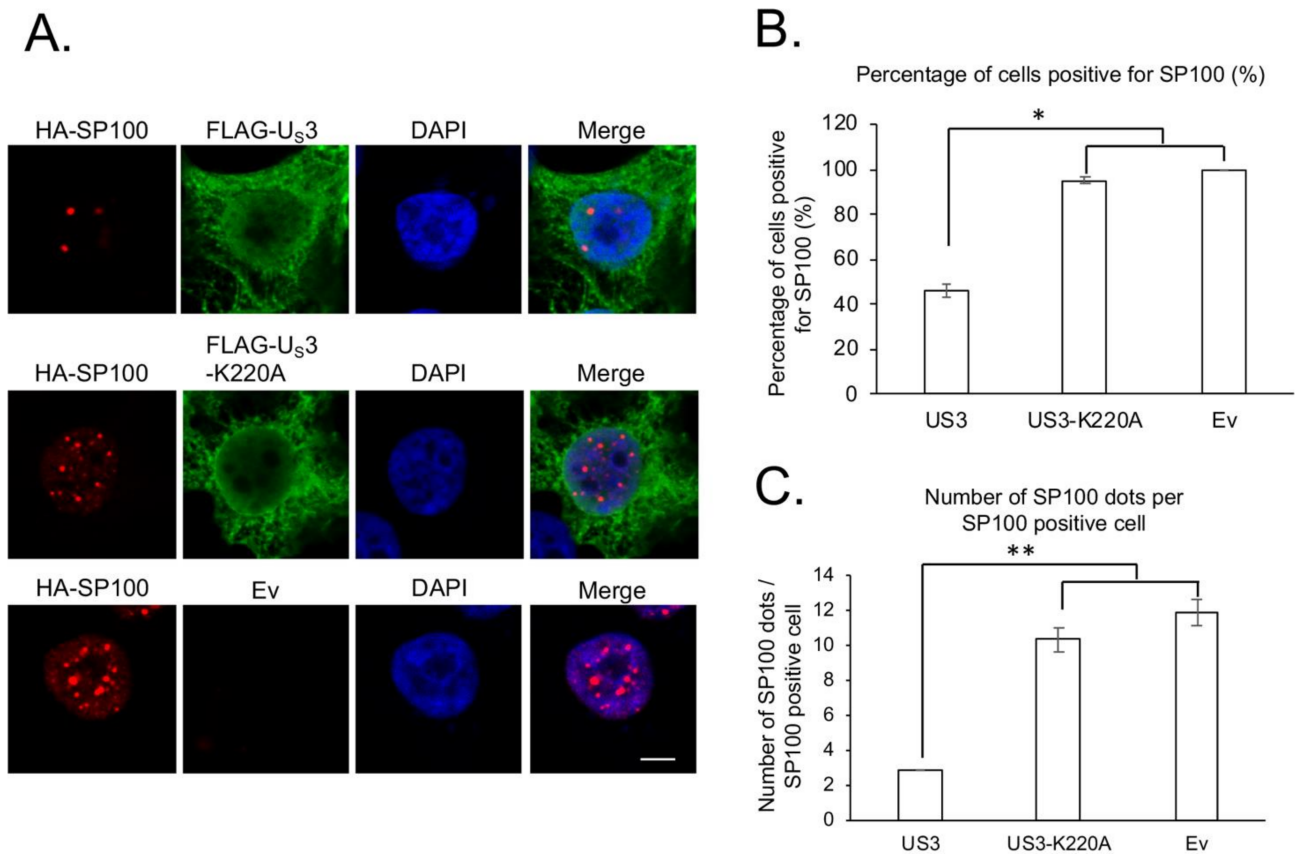 A.
HA-SP100 FLAG-US3 DAPI Merge
FLAG-US3
HA-SP100 -K220A DAPI Merge
HA-SP100 Ev DAPI Merge
B.
Percentage of cells positive for SP100 (%)
*
Percentage of cells positive
for SP100 (%)
120
100
80
60
40
20
0
US3 US3-K220A Ev
C.
Number of SP100 dots per
SP100 positive cell
**
Number of SP100 dots /
SP100 positive cell
14
12
10
8
6
4
2
0
US3 US3-K220A Ev